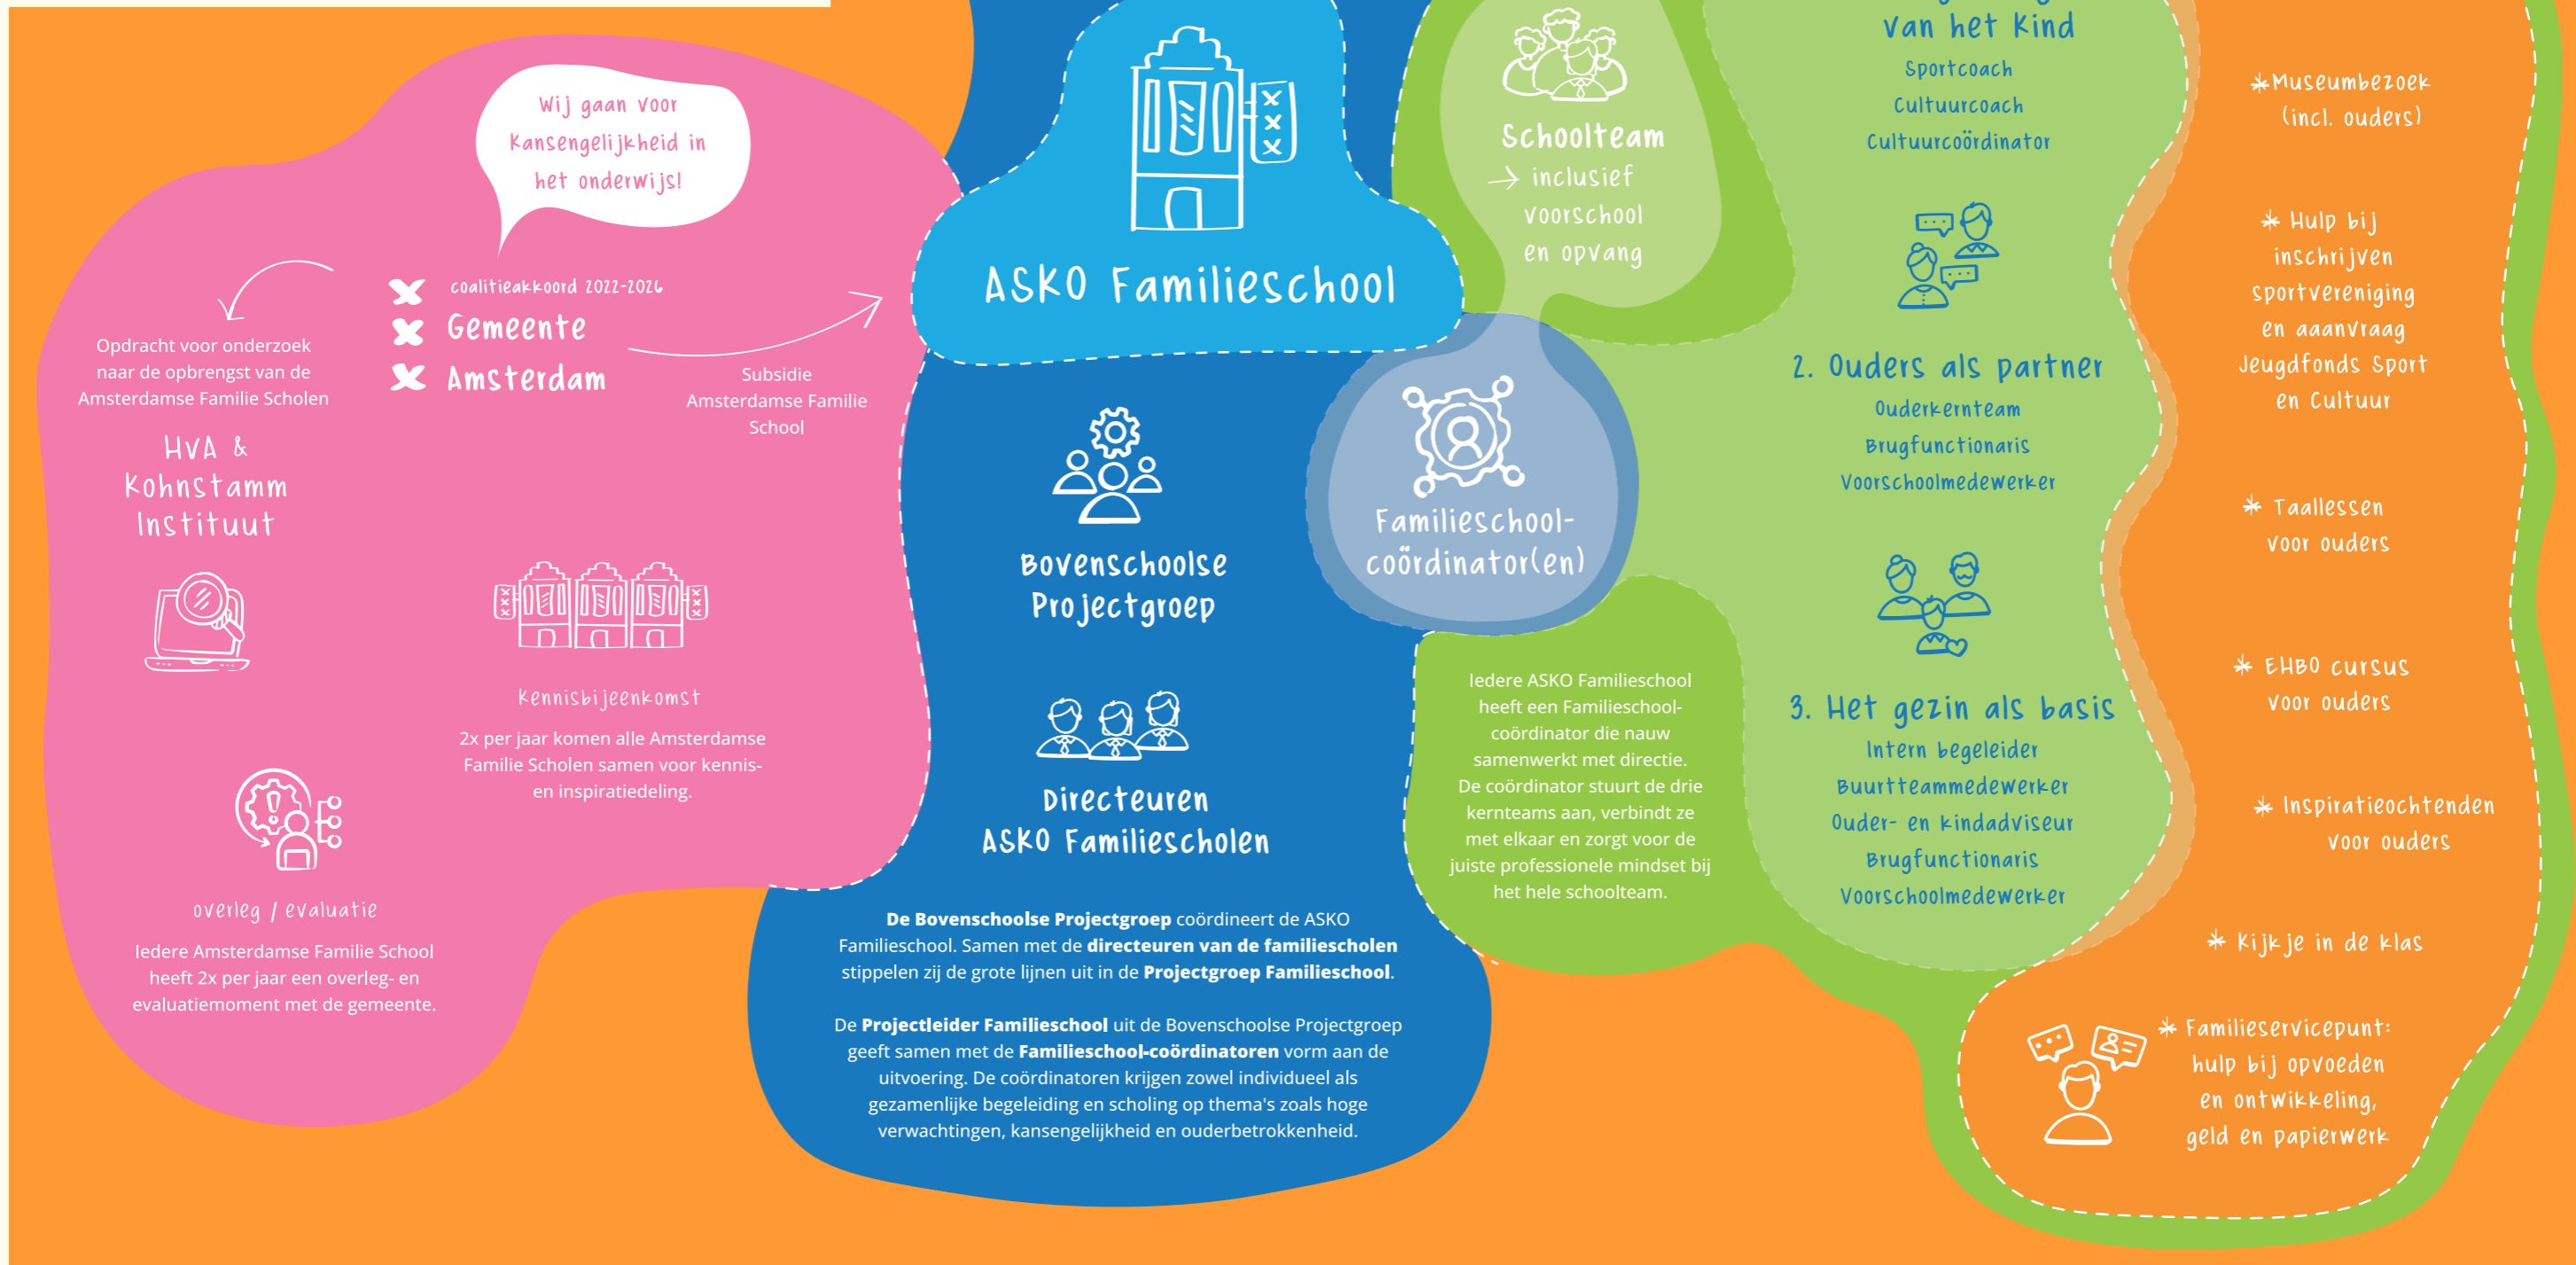 Wij gaan voor
Kansengelijkheid in
het onderwijs!
coalitieakkoord 2022-2026
Gemeente
Amsterdam
Opdracht voor onderzoek
naar de opbrengst van de
Amsterdamse Familie Scholen
Subsidie
Amsterdamse Familie
School
HvA &
Kohnstamm
Instituut
Kennisbijeenkomst
2x per jaar komen alle Amsterdamse
Familie Scholen samen voor kennis-
en inspiratiedeling.
overleg / evaluatie
Iedere Amsterdamse Familie School
heeft 2x per jaar een overleg- en
evaluatiemoment met de gemeente.
ASKO Familieschool
Bovenschoolse
Projectgroep
Directeuren
ASKO Familiescholen
De Bovenschoolse Projectgroep coördineert de ASKO
Familieschool. Samen met de directeuren van de familiescholen
stippelen zij de grote lijnen uit in de Projectgroep Familieschool.
De Projectleider Familieschool uit de Bovenschoolse Projectgroep
geeft samen met de Familieschool-coördinatoren vorm aan de
uitvoering. De coördinatoren krijgen zowel individueel als
gezamenlijke begeleiding en scholing op thema's zoals hoge
verwachtingen, kansengelijkheid en ouderbetrokkenheid.
Schoolteam
→ inclusief
voorschool
en opvang
Familieschool-
coördinator(en)
Iedere ASKO Familieschool
heeft een Familieschool-
coördinator die nauw
samenwerkt met directie.
De coördinator stuurt de drie
kernteams aan, verbindt ze
met elkaar en zorgt voor de
juiste professionele mindset bij
het hele schoolteam.
van het Kind
Sportcoach
Cultuurcoach
Cultuurcoördinator
2. Ouders als partner
Ouderkernteam
Brugfunctionaris
Voorschoolmedewerker
3. Het gezin als basis
Intern begeleider
Buurtteammedewerker
Ouder- en kindadviseur
Brugfunctionaris
Voorschoolmedewerker
* Museumbezoek
(incl. ouders)
* Hulp bij
inschrijven
sportvereniging
en aaanvraag
Jeugdfonds Sport
en Cultuur
* Taallessen
voor ouders
* EHBO cursus
voor ouders
* Inspiratieochtenden
voor ouders
* Kijkje in de klas
* Familieservicepunt:
hulp bij opvoeden
en ontwikkeling,
geld en papierwerk